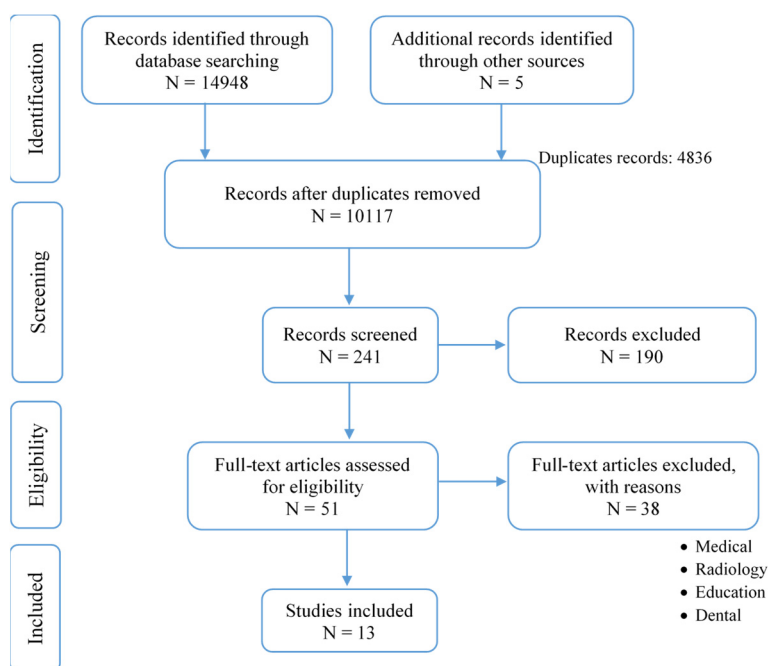 Identification
Records identified through
database searching
N = 14948
Additional records identified
through other sources
N = 5
Duplicates records: 4836
Records after duplicates removed
N = 10117
Screening
Records screened
N = 241
Records excluded
N = 190
Eligibility
Full-text articles assessed
for eligibility
N = 51
Full-text articles excluded,
with reasons
N = 38
• Medical
• Radiology
• Education
• Dental
Included
Studies included
N = 13